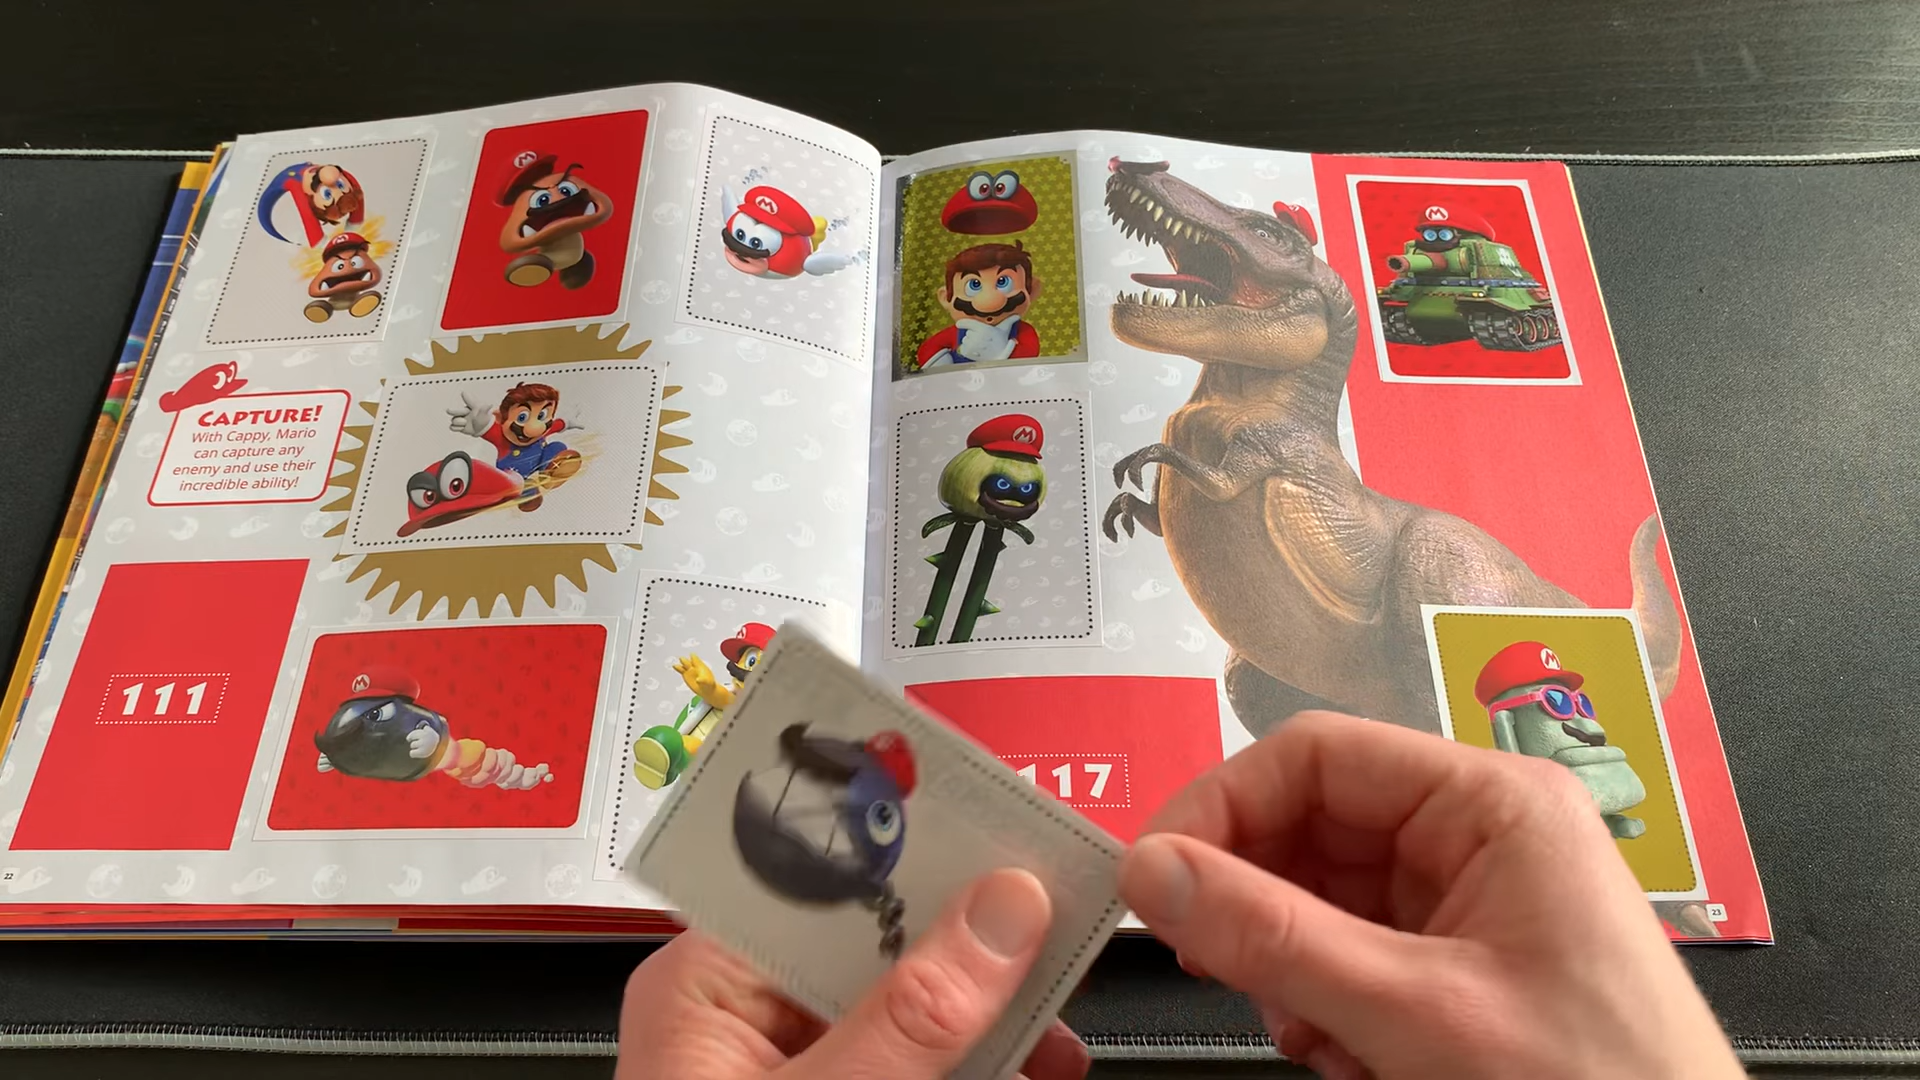 CAPTURE!
With Cappy, Mario
can capture any
enemy and use their
incredible ability!
111
117
22
23